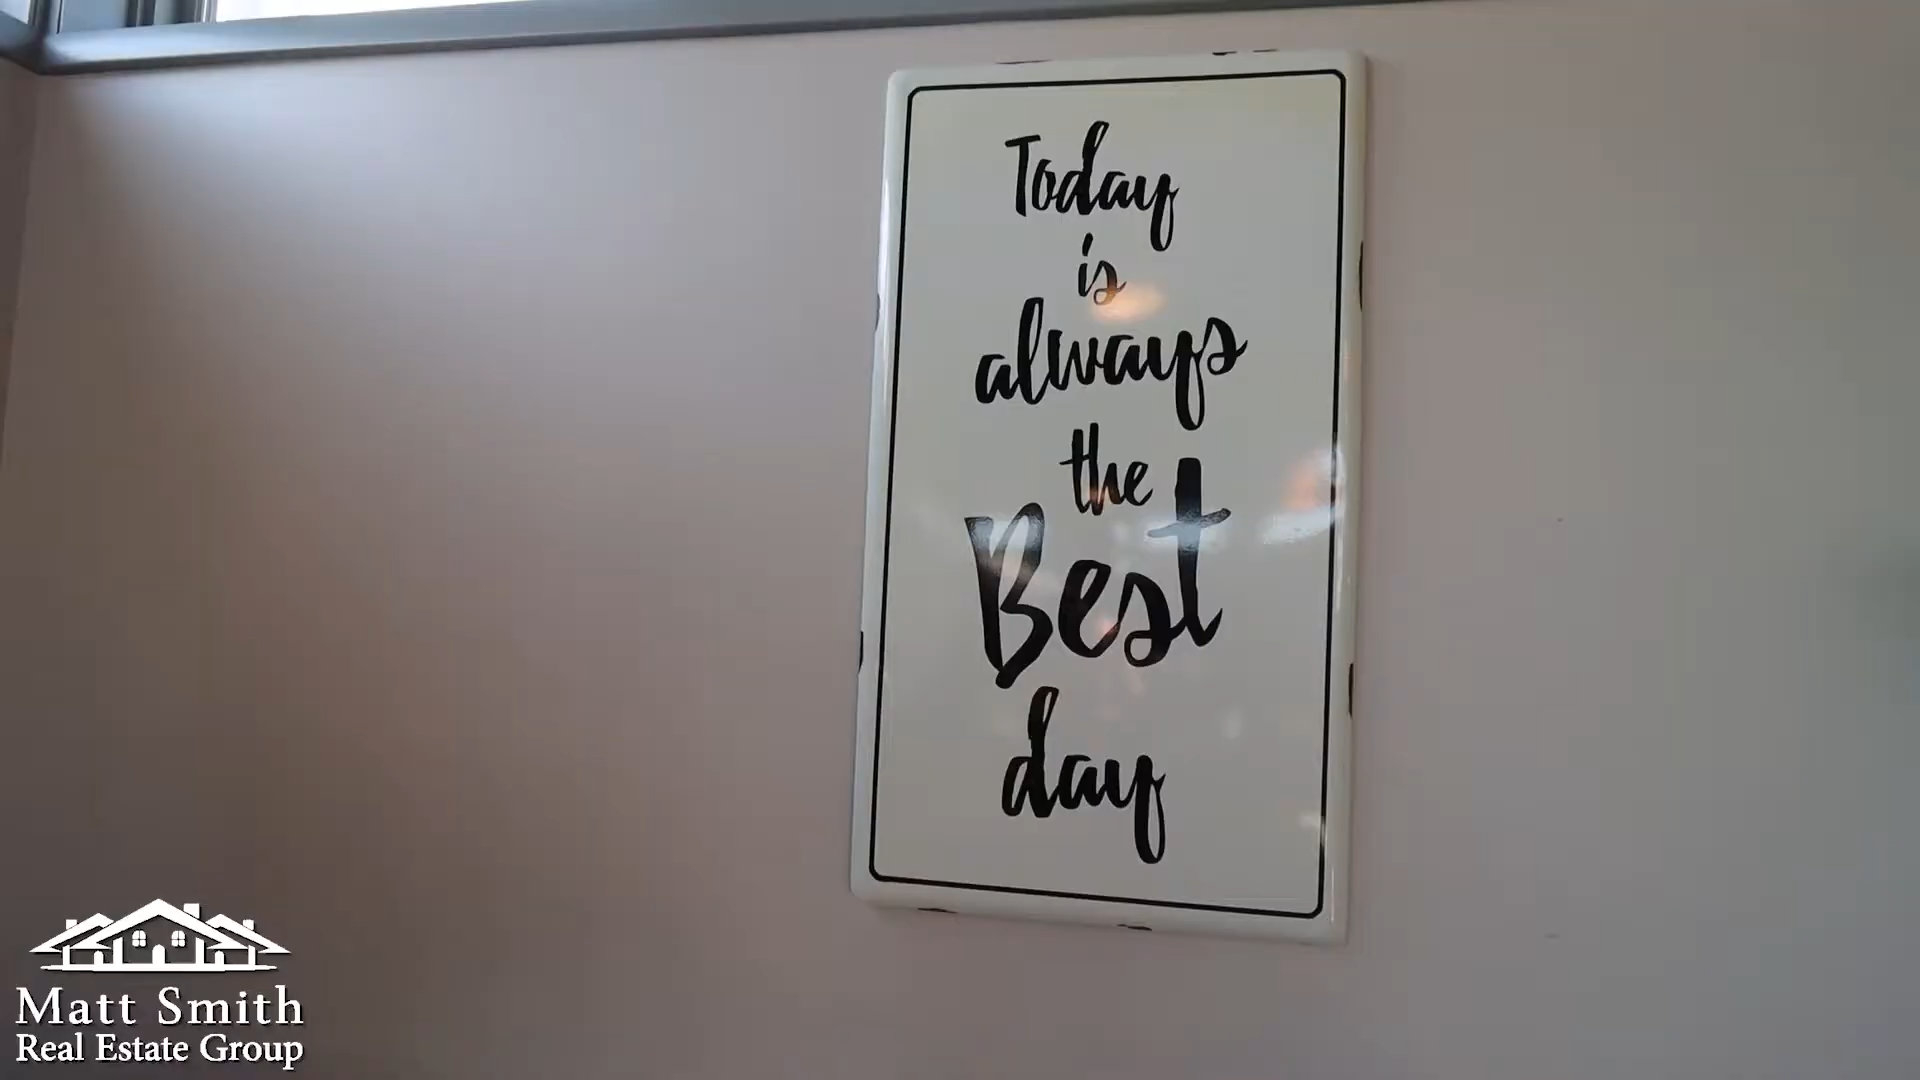 Today
is
always
the
Best
day
Matt Smith
Real Estate Group